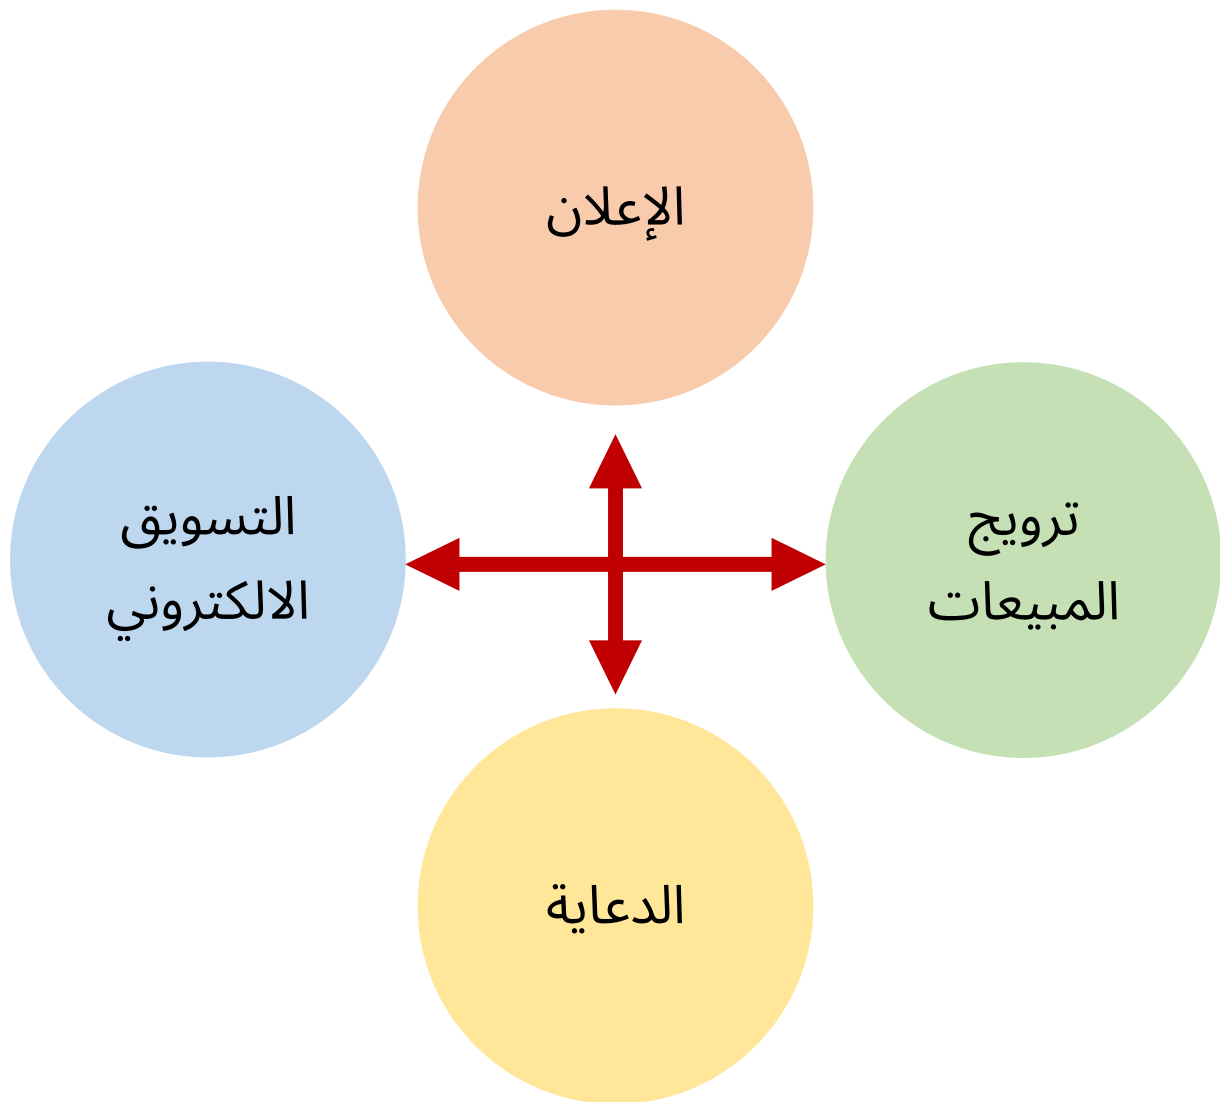 الإعلان
ترويج
المبيعات
التسويق
الالكتروني
الدعاية